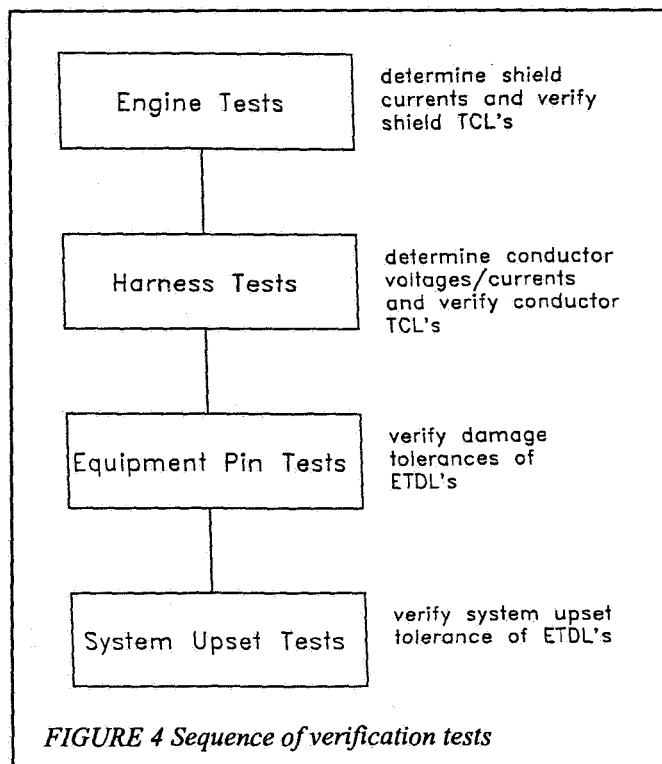 Engine Tests
determine shield
currents and verify
shield TCL's
Harness Tests
determine conductor
voltages/currents
and verify conductor
TCL's
Equipment Pin Tests
verify damage
tolerances of
ETDL's
System Upset Tests
verify system upset
tolerance of ETDL's
FIGURE 4 Sequence of verification tests